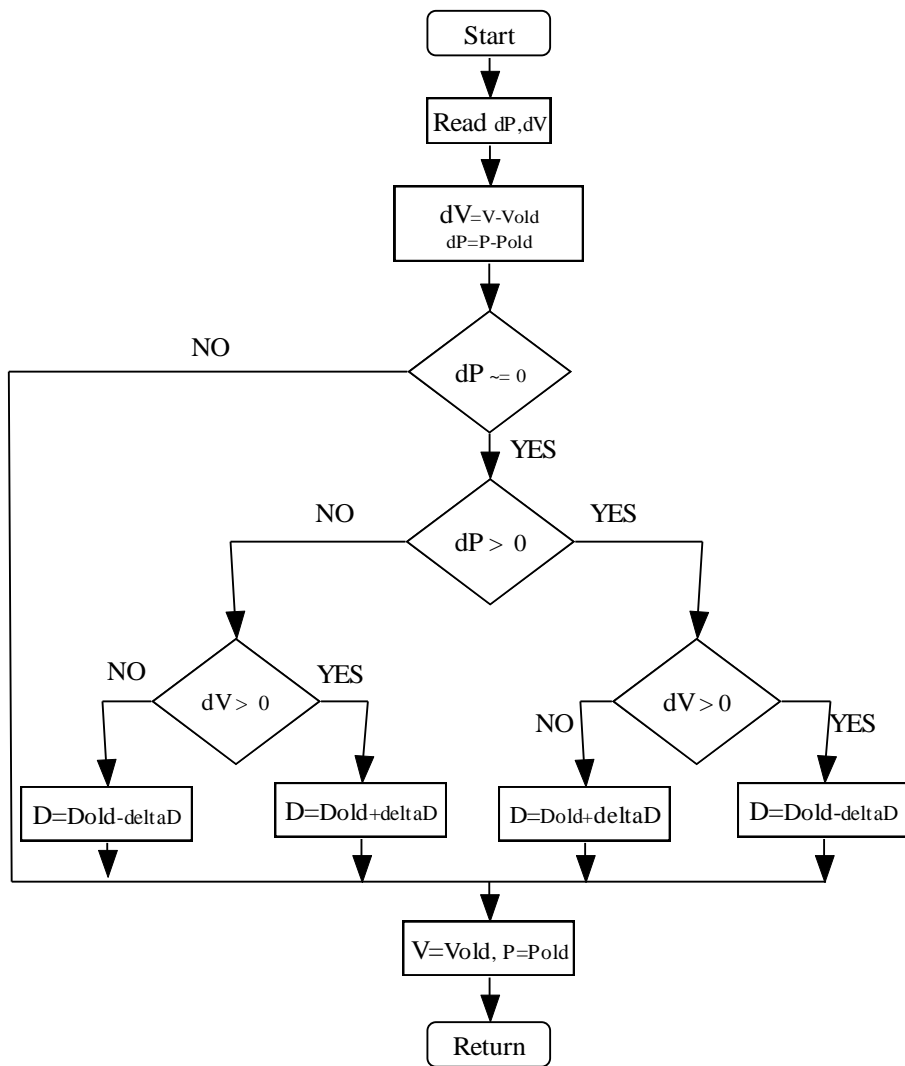 Start
Read dP,dV
dV=V-Vold
dP=P-Pold
NO
dP ~= 0
YES
NO
YES
dP > 0
NO
YES
dV > 0
NO
dV > 0
YES
D=Dold-deltaD
D=Dold+deltaD
D=Dold+deltaD
D=Dold-deltaD
V=Vold, P=Pold
Return